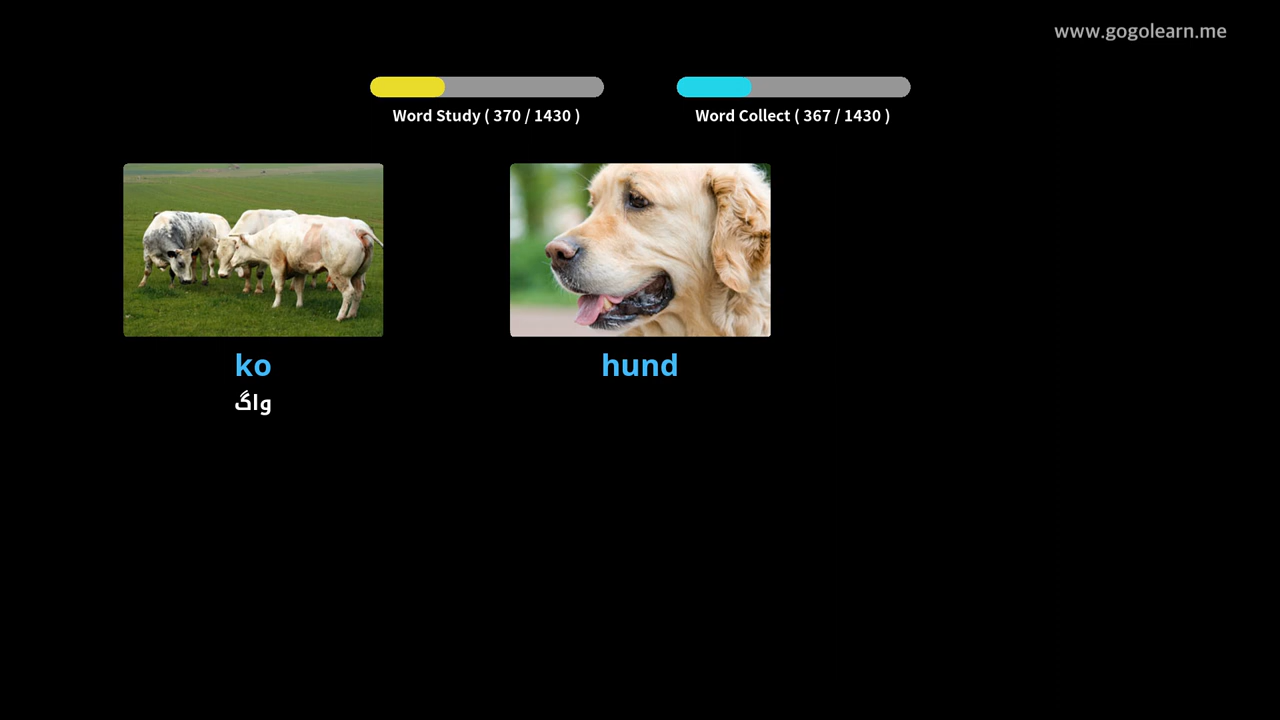 www.gogolearn.me
Word Study ( 370 / 1430 )
Word Collect ( 367 / 1430 )
ko
واگ
hund